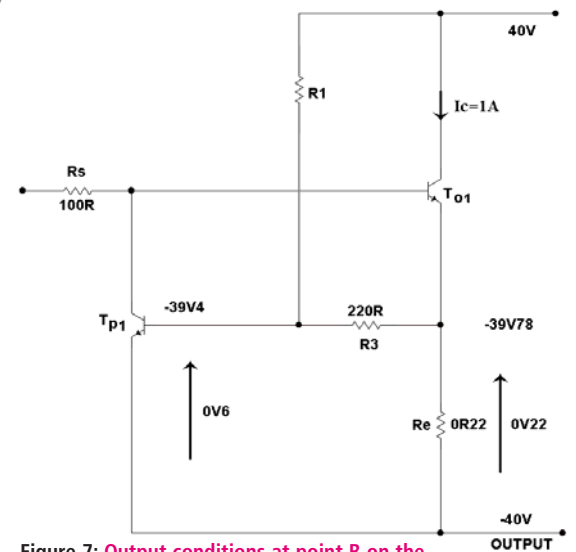 40V
R1
Ic=1A
Rs
100R
To1
-39V4
Tp1
220R
R3
-39V78
0V6
Re
0R22
0V22
-40V
OUTPUT
Figure 7: Output conditions at point B on the